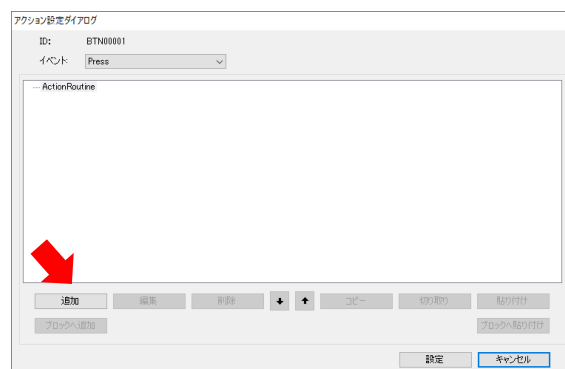 アクション設定ダイアログ
ID: BTN00001
イベント: Press
ActionRoutine
追加 編集 削除 コピー 切り取り 貼り付け
ブロックへ追加 ブロックへ貼り付け
設定 キャンセル